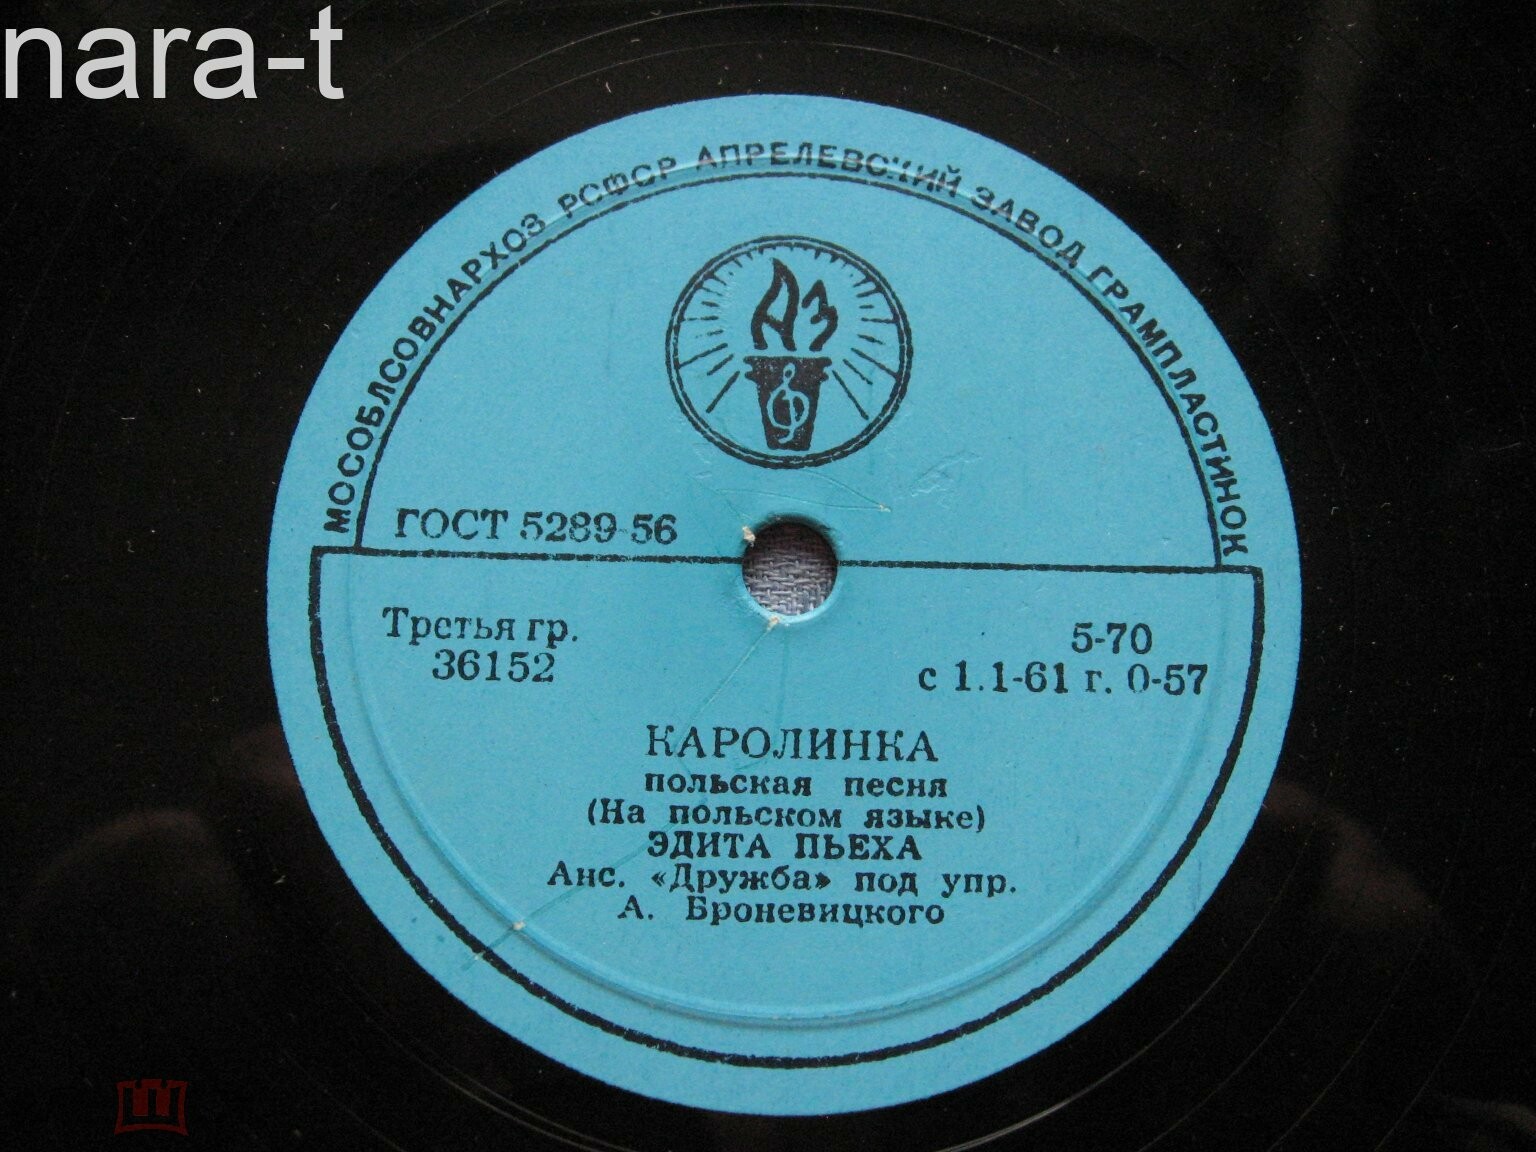 nara-t
МОСОБЛСОВНАРХОЗ РСФСР АПРЕЛЕВСКИЙ ЗАВОД ГРАМПЛАСТИНОК
АЗ
ГОСТ 5289-56
Третья гр.
36152
5-70
с 1.1-61 г. 0-57
КАРОЛИНКА
польская песня
(На польском языке)
ЭДИТА ПЬЕХА
Анс. «Дружба» под упр.
А. Броневицкого